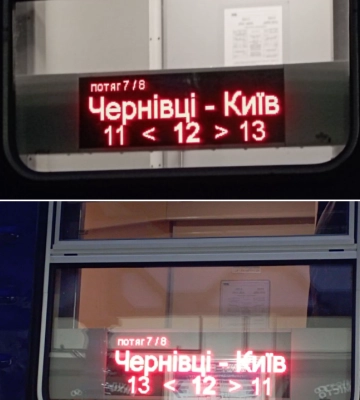 потяг 7/8
Чернівці - Київ
11 < 12 > 13
потяг 7/8
Чернівці - Київ
13 < 12 > 11